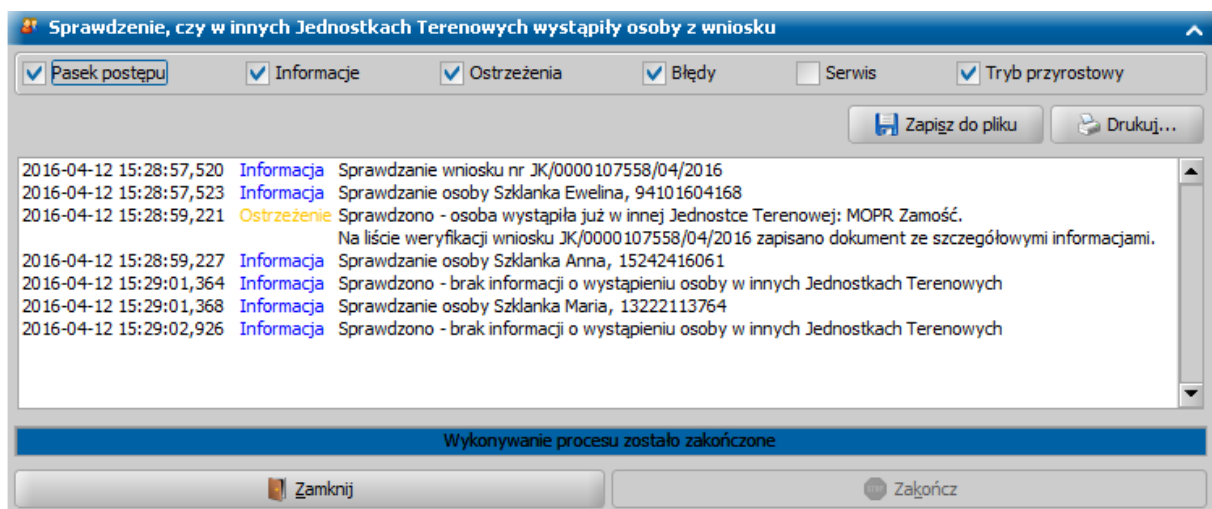 Sprawdzenie, czy w innych Jednostkach Terenowych wystąpiły osoby z wniosku
Pasek postępu Informacje Ostrzeżenia Błędy Serwis Tryb przyrostowy
Zapisz do pliku Drukuj...
2016-04-12 15:28:57,520 Informacja Sprawdzanie wniosku nr JK/0000107558/04/2016
2016-04-12 15:28:57,523 Informacja Sprawdzanie osoby Szklanka Ewelina, 94101604168
2016-04-12 15:28:59,221 Ostrzeżenie Sprawdzono - osoba wystąpiła już w innej Jednostce Terenowej: MOPR Zamość.
Na liście weryfikacji wniosku JK/0000107558/04/2016 zapisano dokument ze szczegółowymi informacjami.
2016-04-12 15:28:59,227 Informacja Sprawdzanie osoby Szklanka Anna, 15242416061
2016-04-12 15:29:01,364 Informacja Sprawdzono - brak informacji o wystąpieniu osoby w innych Jednostkach Terenowych
2016-04-12 15:29:01,368 Informacja Sprawdzanie osoby Szklanka Maria, 13222113764
2016-04-12 15:29:02,926 Informacja Sprawdzono - brak informacji o wystąpieniu osoby w innych Jednostkach Terenowych
Wykonywanie procesu zostało zakończone
Zamknij STOP Zakończ